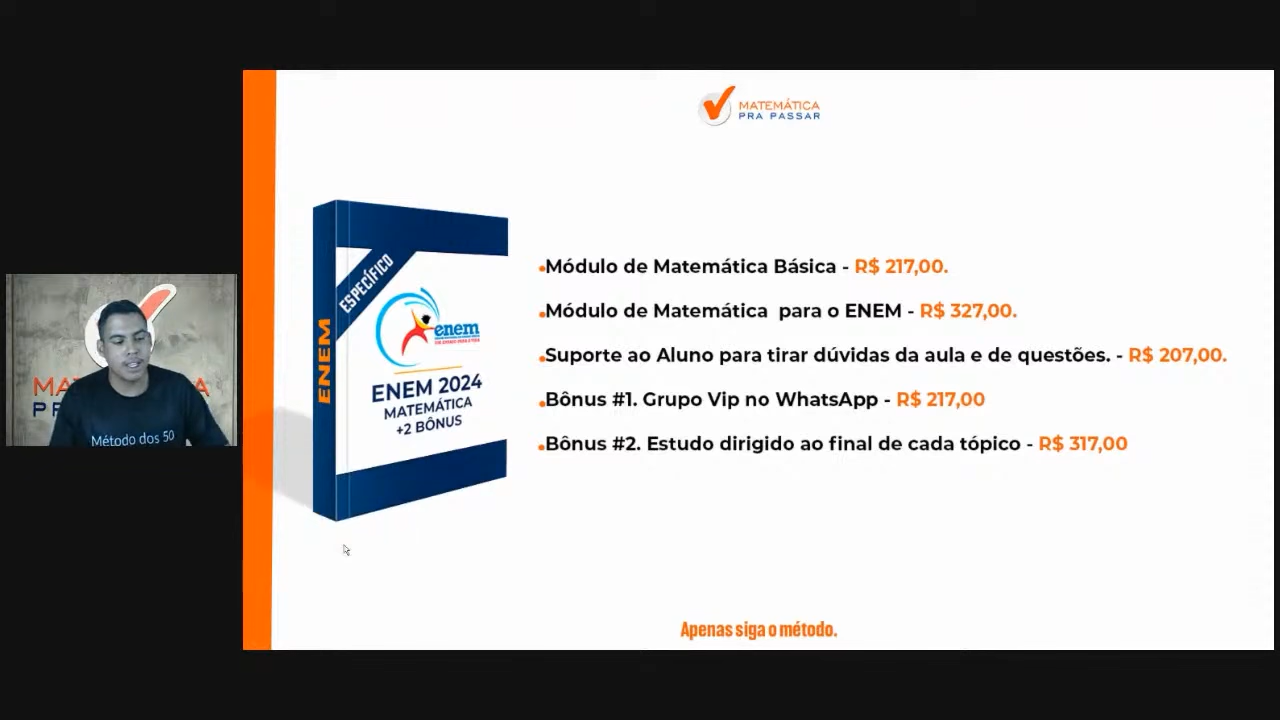 MATEMÁTICA
PRA PASSAR
ESPECÍFICO
ENEM
enem
ENEM 2024
MATEMÁTICA
+2 BÔNUS
•Módulo de Matemática Básica - R$ 217,00.
•Módulo de Matemática  para o ENEM - R$ 327,00.
•Suporte ao Aluno para tirar dúvidas da aula e de questões. - R$ 207,00.
•Bônus #1. Grupo Vip no WhatsApp - R$ 217,00
•Bônus #2. Estudo dirigido ao final de cada tópico - R$ 317,00
Método dos 50
Apenas siga o método.